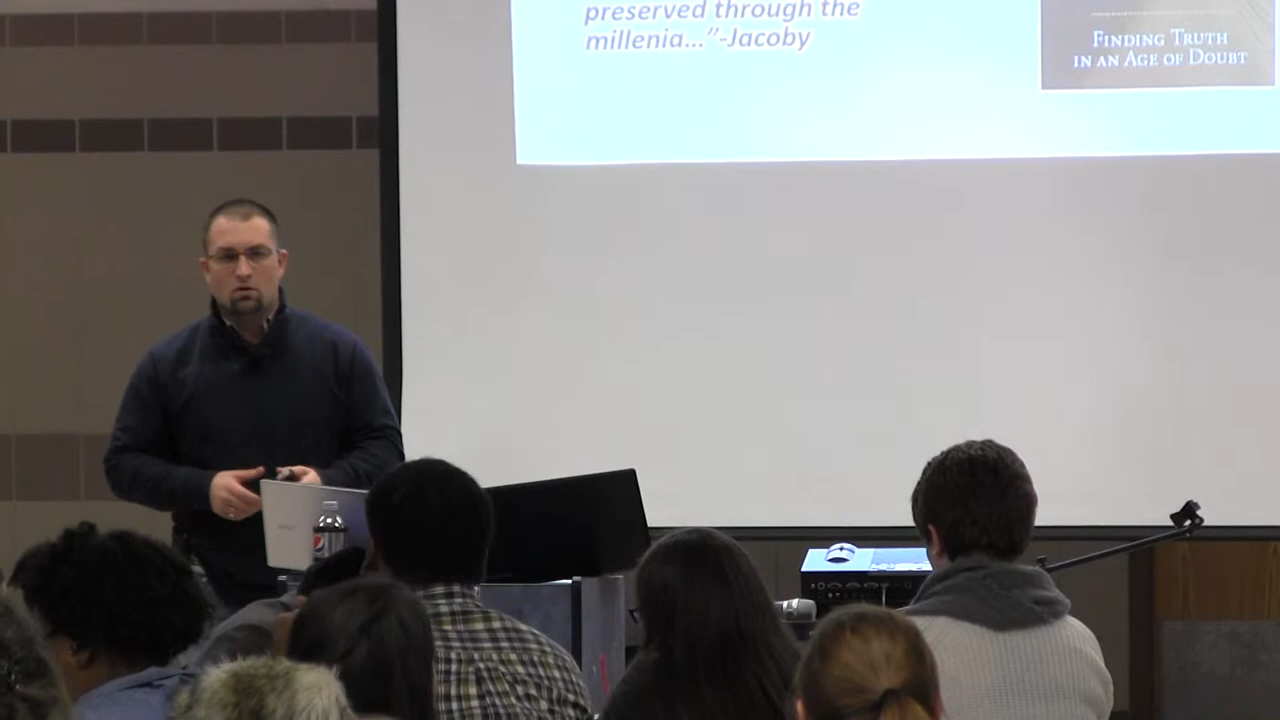 preserved through the
millenia...”-Jacoby
FINDING TRUTH
IN AN AGE OF DOUBT